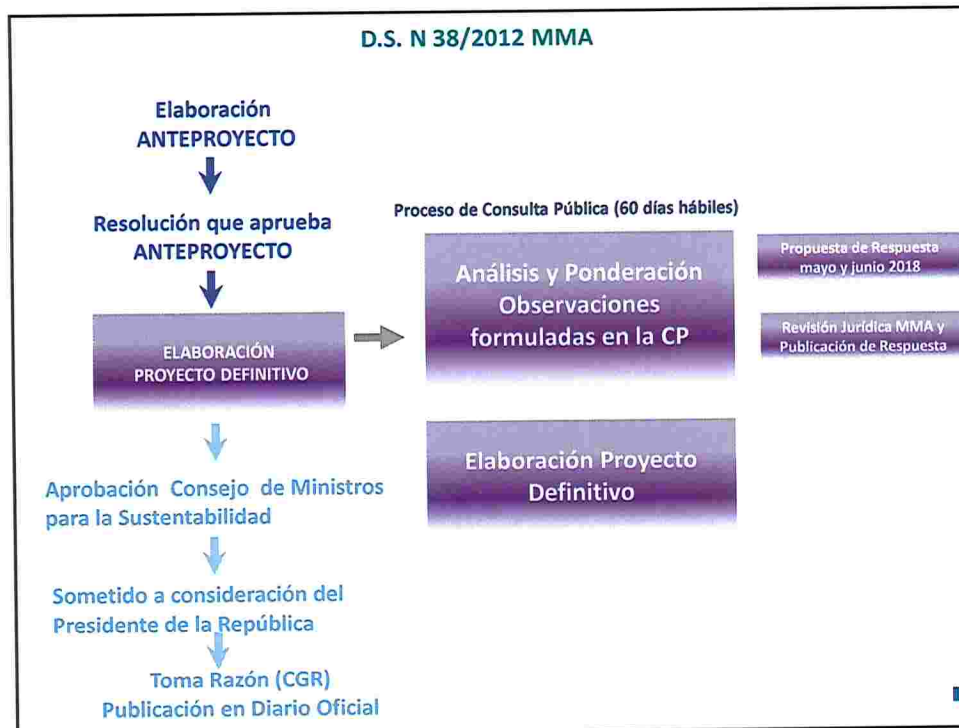 D.S. N 38/2012 MMA
Elaboración
ANTEPROYECTO
Resolución que aprueba
ANTEPROYECTO
ELABORACIÓN
PROYECTO DEFINITIVO
Aprobación Consejo de Ministros
para la Sustentabilidad
Sometido a consideración del
Presidente de la República
Toma Razón (CGR)
Publicación en Diario Oficial
Proceso de Consulta Pública (60 días hábiles)
Análisis y Ponderación
Observaciones
formuladas en la CP
Elaboración Proyecto
Definitivo
Propuesta de Respuesta
mayo y junio 2018
Revisión Jurídica MMA y
Publicación de Respuesta